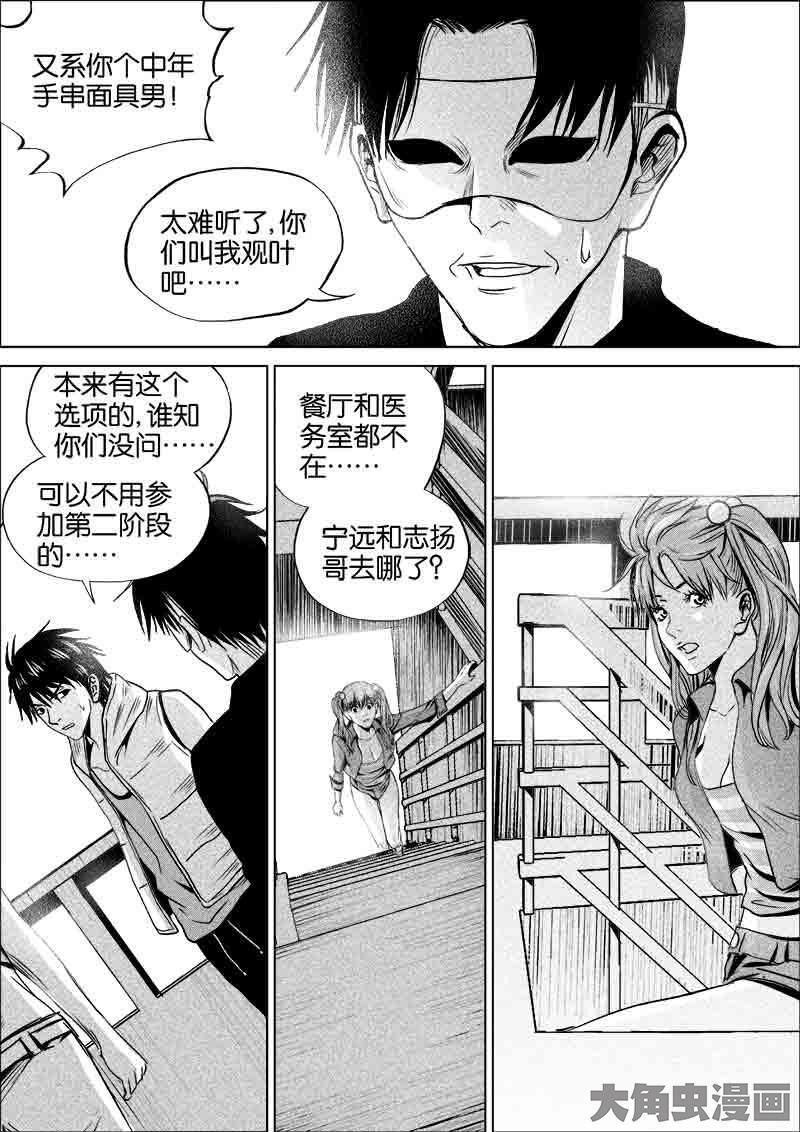 又系你个中年
手串面具男！
太难听了,你
们叫我观叶
吧……
本来有这个
选项的,谁知
你们没问……
可以不用参
加第二阶段
的……
餐厅和医
务室都不
在……
宁远和志扬
哥去哪了？
大角虫漫画